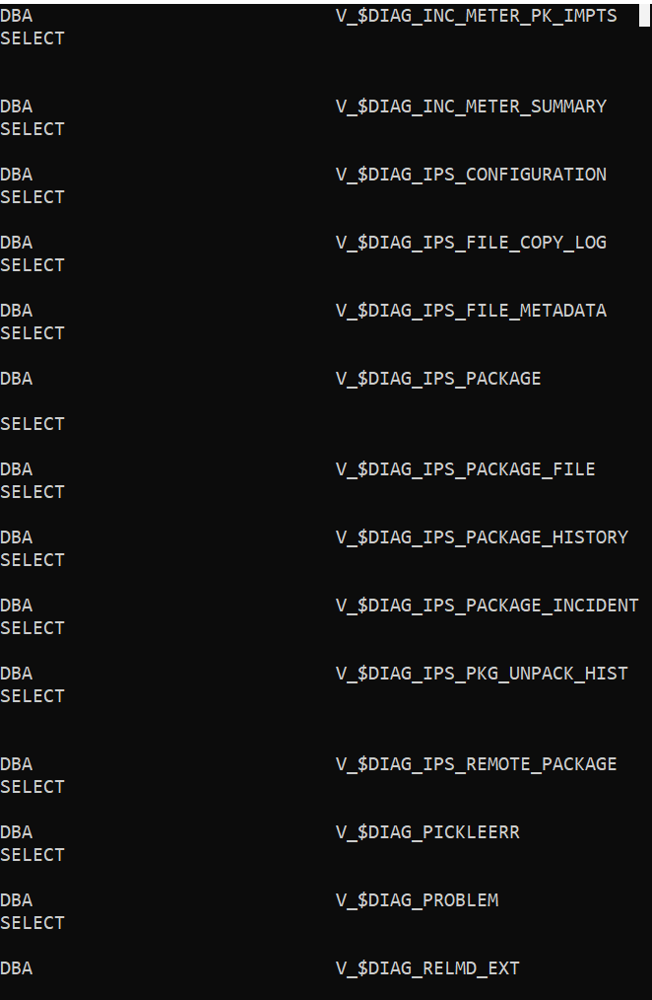 DBA V_$DIAG_INC_METER_PK_IMPTS
SELECT
DBA V_$DIAG_INC_METER_SUMMARY
SELECT
DBA V_$DIAG_IPS_CONFIGURATION
SELECT
DBA V_$DIAG_IPS_FILE_COPY_LOG
SELECT
DBA V_$DIAG_IPS_FILE_METADATA
SELECT
DBA V_$DIAG_IPS_PACKAGE
SELECT
DBA V_$DIAG_IPS_PACKAGE_FILE
SELECT
DBA V_$DIAG_IPS_PACKAGE_HISTORY
SELECT
DBA V_$DIAG_IPS_PACKAGE_INCIDENT
SELECT
DBA V_$DIAG_IPS_PKG_UNPACK_HIST
SELECT
DBA V_$DIAG_IPS_REMOTE_PACKAGE
SELECT
DBA V_$DIAG_PICKLEERR
SELECT
DBA V_$DIAG_PROBLEM
SELECT
DBA V_$DIAG_RELMD_EXT